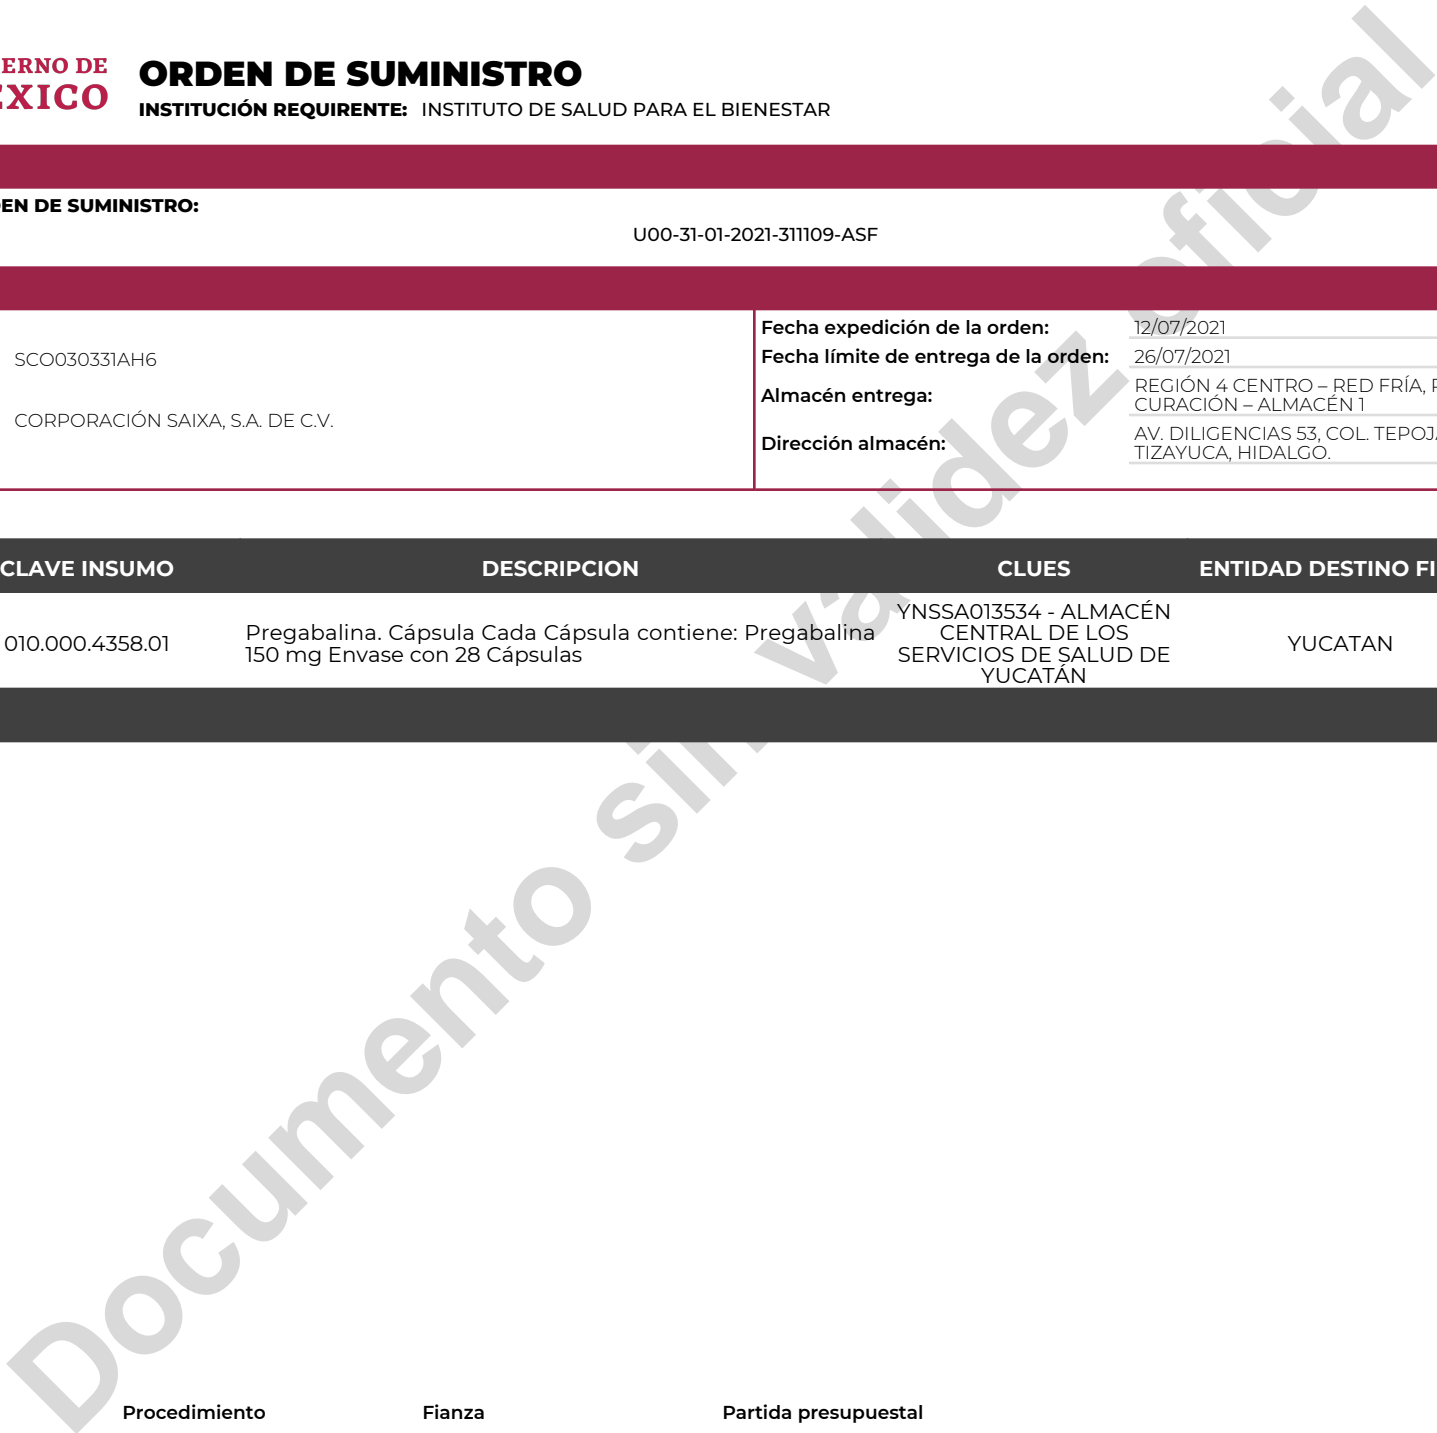 ERNO DE
ÉXICO
ORDEN DE SUMINISTRO
INSTITUCIÓN REQUIRENTE: INSTITUTO DE SALUD PARA EL BIENESTAR
EN DE SUMINISTRO:
U00-31-01-2021-311109-ASF
SCO030331AH6
CORPORACIÓN SAIXA, S.A. DE C.V.
Fecha expedición de la orden: 12/07/2021
Fecha límite de entrega de la orden: 26/07/2021
Almacén entrega: REGIÓN 4 CENTRO – RED FRÍA,
CURACIÓN – ALMACÉN 1
Dirección almacén: AV. DILIGENCIAS 53, COL. TEPOJ
TIZAYUCA, HIDALGO.
CLAVE INSUMO DESCRIPCION CLUES ENTIDAD DESTINO FI
010.000.4358.01
Pregabalina. Cápsula Cada Cápsula contiene: Pregabalina
150 mg Envase con 28 Cápsulas
YNSSA013534 - ALMACÉN
CENTRAL DE LOS
SERVICIOS DE SALUD DE
YUCATÁN
YUCATAN
Documento sin validez oficial
Procedimiento Fianza Partida presupuestal